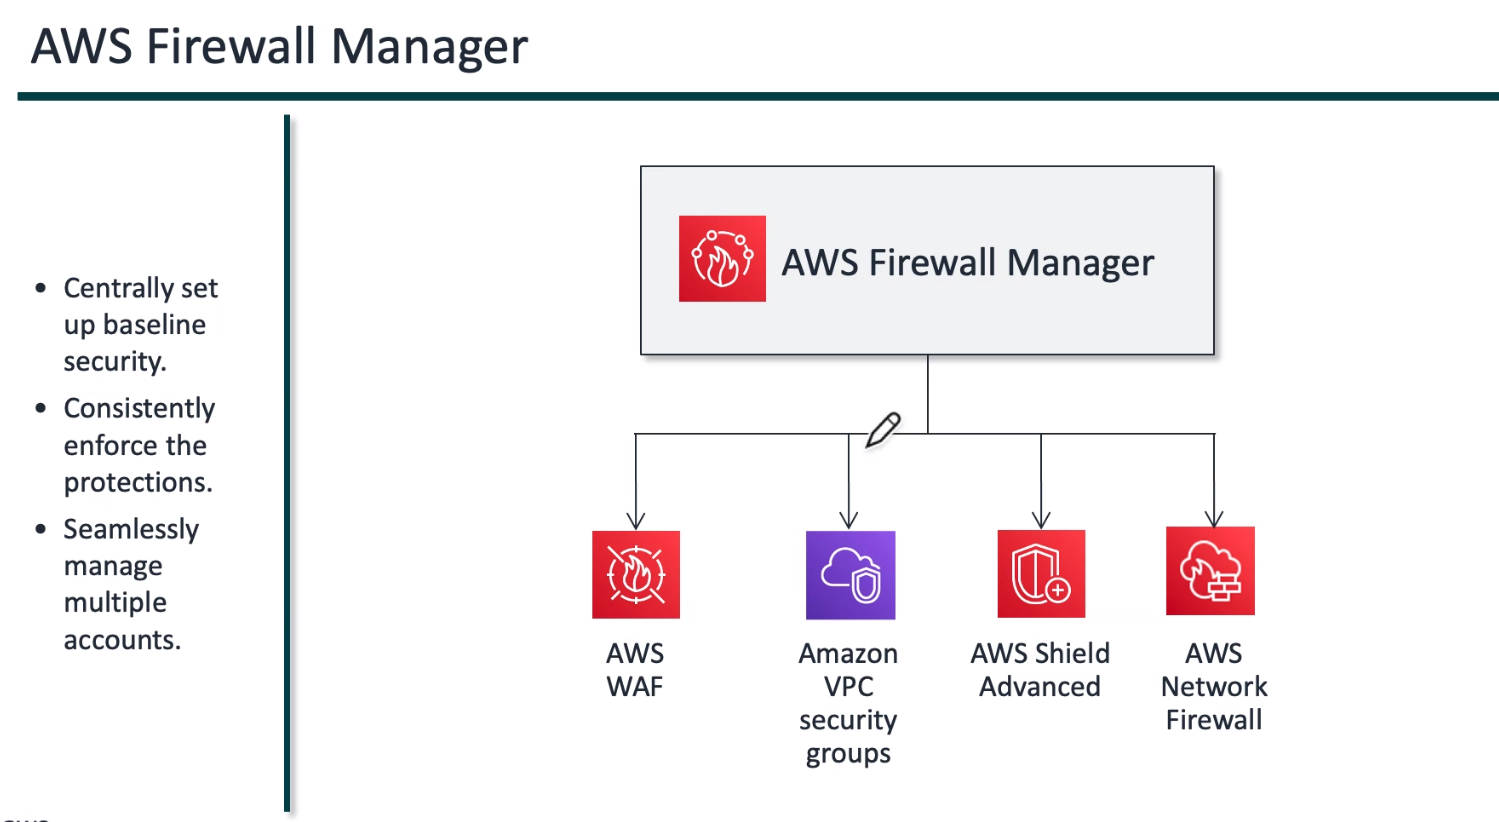 AWS Firewall Manager
• Centrally set
up baseline
security.
• Consistently
enforce the
protections.
• Seamlessly
manage
multiple
accounts.
AWS Firewall Manager
AWS
WAF
Amazon
VPC
security
groups
AWS Shield
Advanced
AWS
Network
Firewall